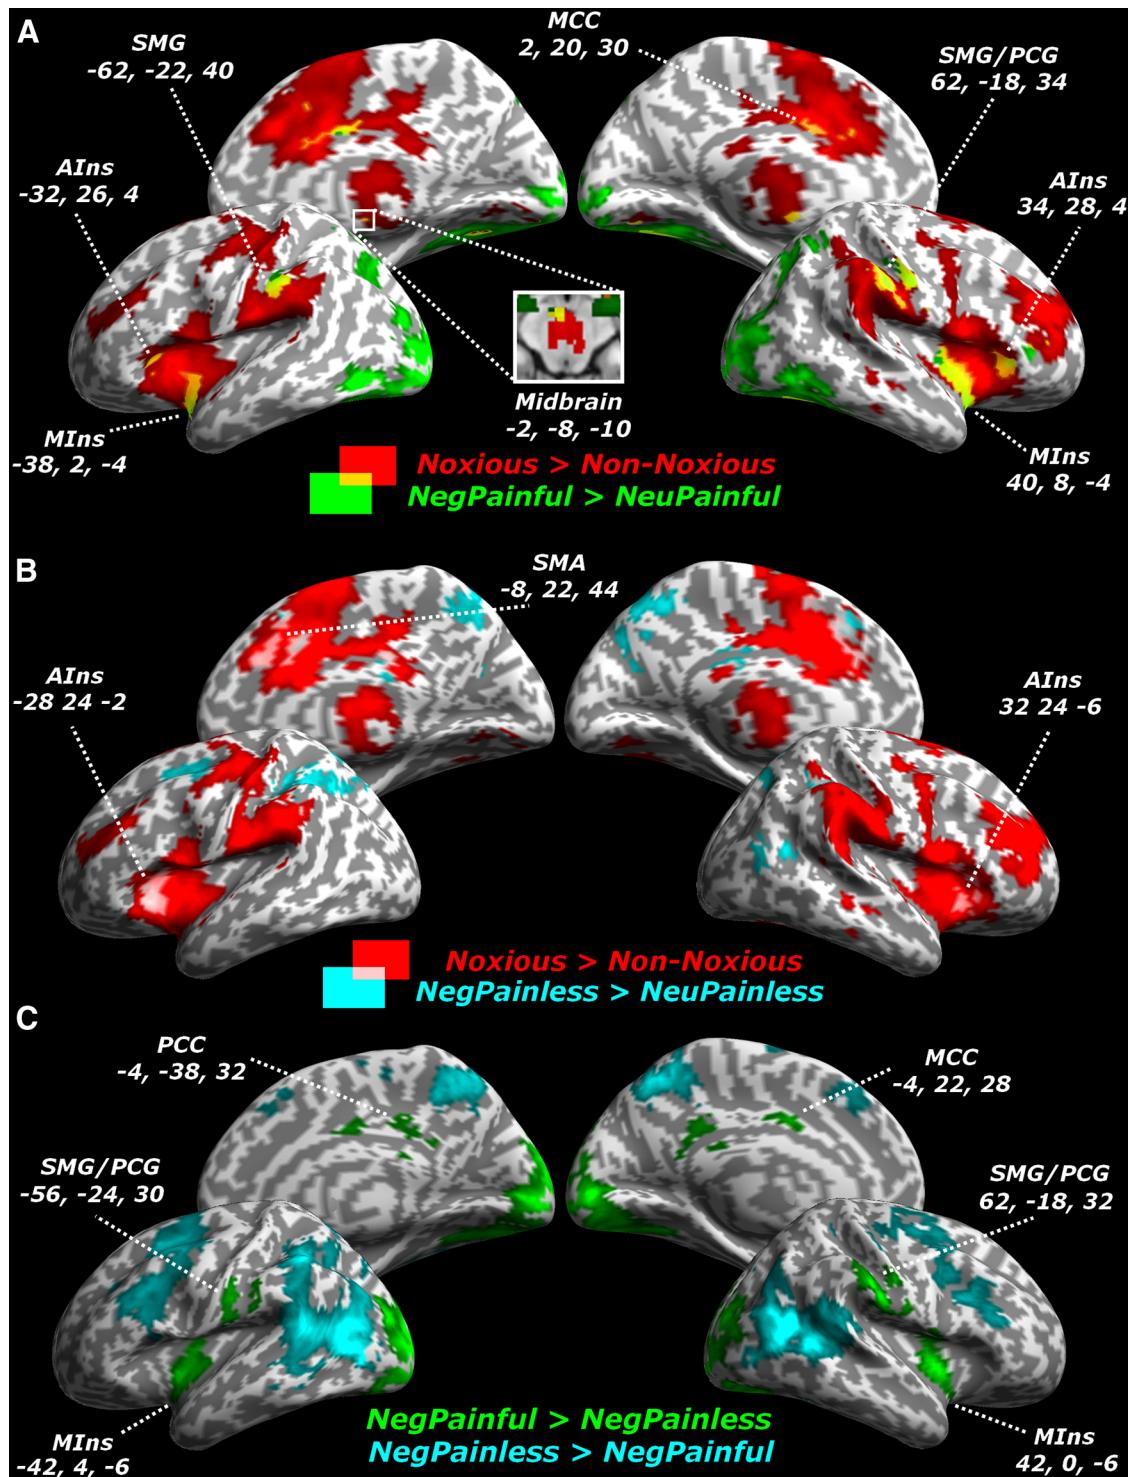 A
SMG
-62, -22, 40
MCC
2, 20, 30
SMG/PCG
62, -18, 34
AIns
-32, 26, 4
AIns
34, 28, 4
Midbrain
-2, -8, -10
MIns
-38, 2, -4
MIns
40, 8, -4
Noxious > Non-Noxious
NegPainful > NeuPainful
B
SMA
-8, 22, 44
AIns
-28 24 -2
AIns
32 24 -6
Noxious > Non-Noxious
NegPainless > NeuPainless
C
PCC
-4, -38, 32
MCC
-4, 22, 28
SMG/PCG
-56, -24, 30
SMG/PCG
62, -18, 32
MIns
-42, 4, -6
MIns
42, 0, -6
NegPainful > NegPainless
NegPainless > NegPainful